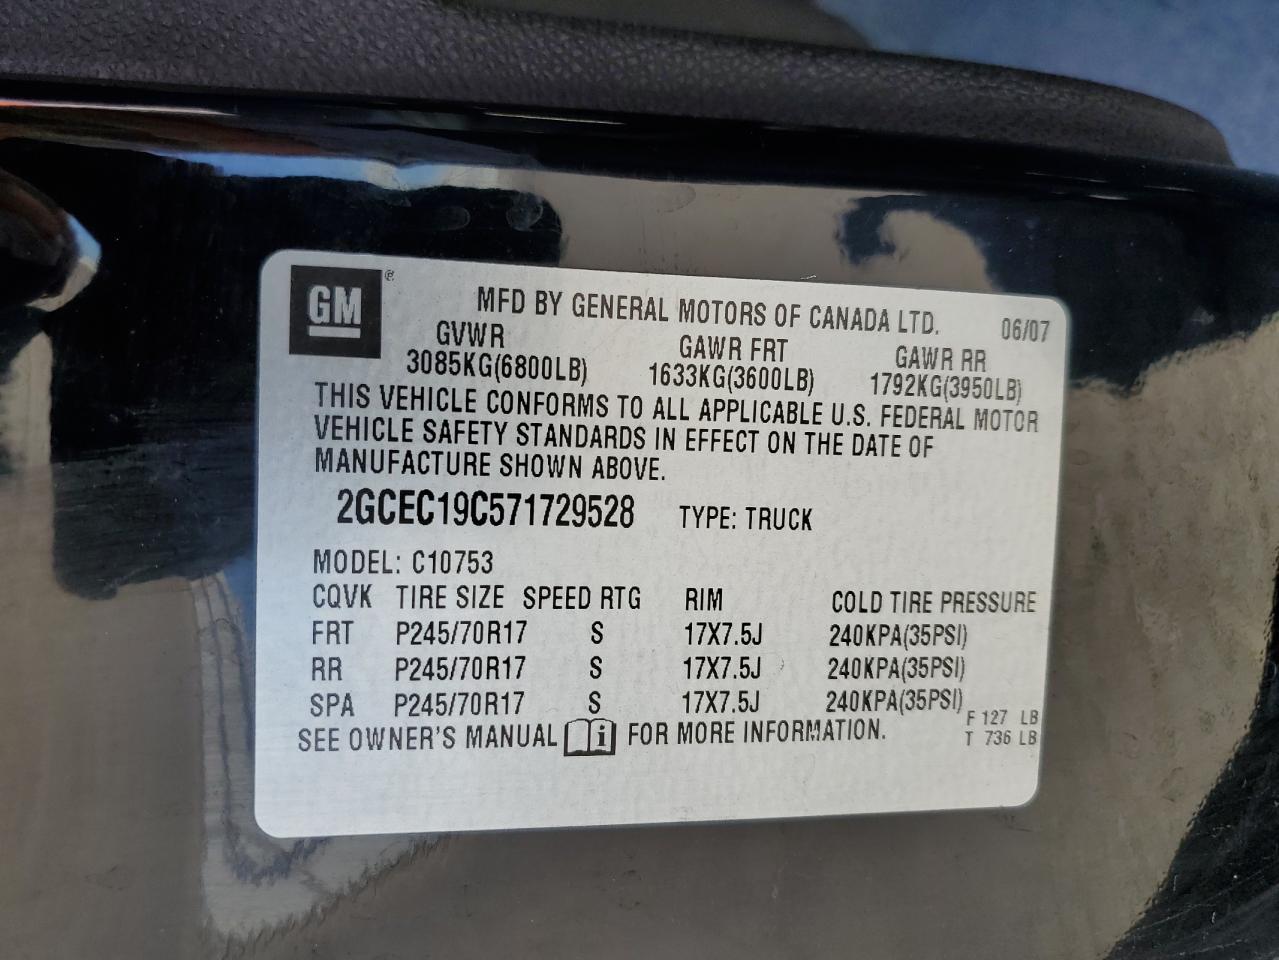 GM ®
MFD BY GENERAL MOTORS OF CANADA LTD. 06/07
GVWR GAWR FRT GAWR RR
3085KG(6800LB) 1633KG(3600LB) 1792KG(3950LB)
THIS VEHICLE CONFORMS TO ALL APPLICABLE U.S. FEDERAL MOTOR
VEHICLE SAFETY STANDARDS IN EFFECT ON THE DATE OF
MANUFACTURE SHOWN ABOVE.
2GCEC19C571729528 TYPE: TRUCK
MODEL: C10753
CQVK TIRE SIZE SPEED RTG RIM COLD TIRE PRESSURE
FRT P245/70R17 S 17X7.5J 240KPA(35PSI)
RR P245/70R17 S 17X7.5J 240KPA(35PSI)
SPA P245/70R17 S 17X7.5J 240KPA(35PSI)
F 127 LB
SEE OWNER'S MANUAL i FOR MORE INFORMATION. T 736 LB